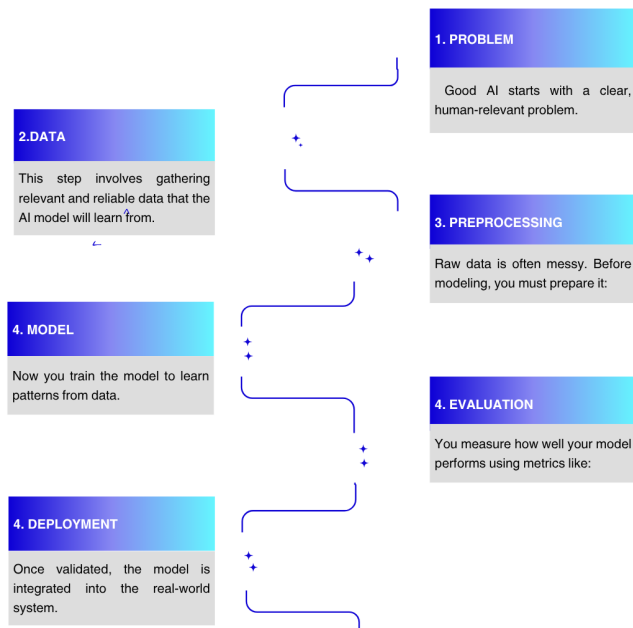 1. PROBLEM
Good AI starts with a clear,
human-relevant problem.
2.DATA
This step involves gathering
relevant and reliable data that the
AI model will learn from.
3. PREPROCESSING
Raw data is often messy. Before
modeling, you must prepare it:
4. MODEL
Now you train the model to learn
patterns from data.
4. EVALUATION
You measure how well your model
performs using metrics like:
4. DEPLOYMENT
Once validated, the model is
integrated into the real-world
system.